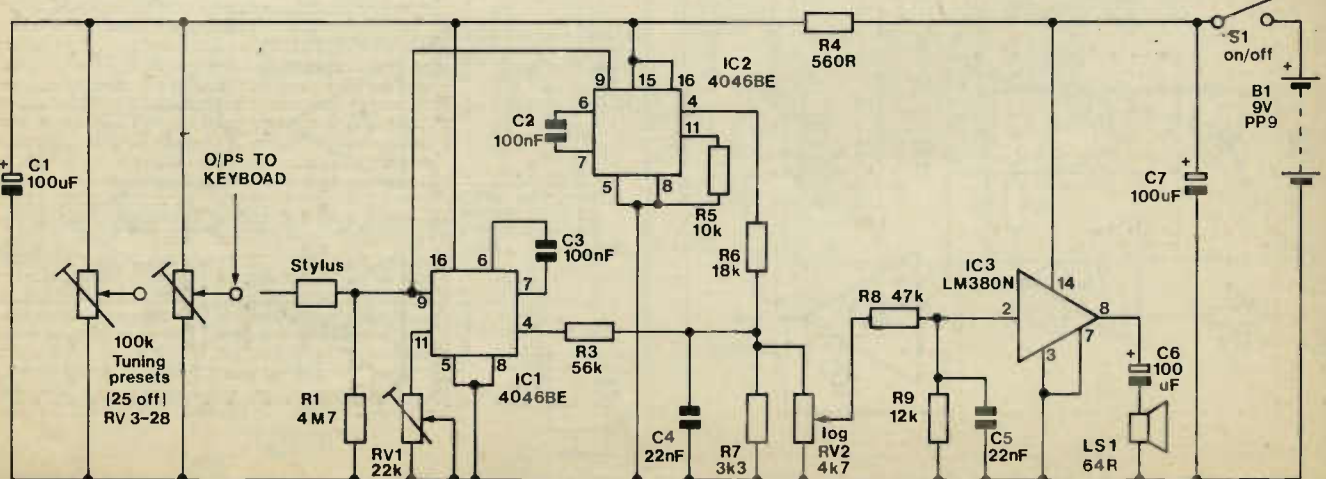 R4
560R
S1
on/off
+
B1
9V
PP9
IC2
4046BE
9
15
16
6
4
C2
100nF
11
7
5
8
R5
10k
+
C1
100uF
O/Ps TO
KEYBOAD
+
C7
100uF
C3
100nF
R6
18k
16
6
Stylus
9
7
IC3
LM380N
14
R8 47k
2
8
11
4
3
7
R3
56k
+
C6
100
uF
5
8
100k
Tuning
presets
(25 off)
RV 3-28
IC1
4046BE
R1
4M7
R9
12k
RV1
22k
C4
22nF
R7
3k3
log
RV2
4k7
C5
22nF
LS1
64R